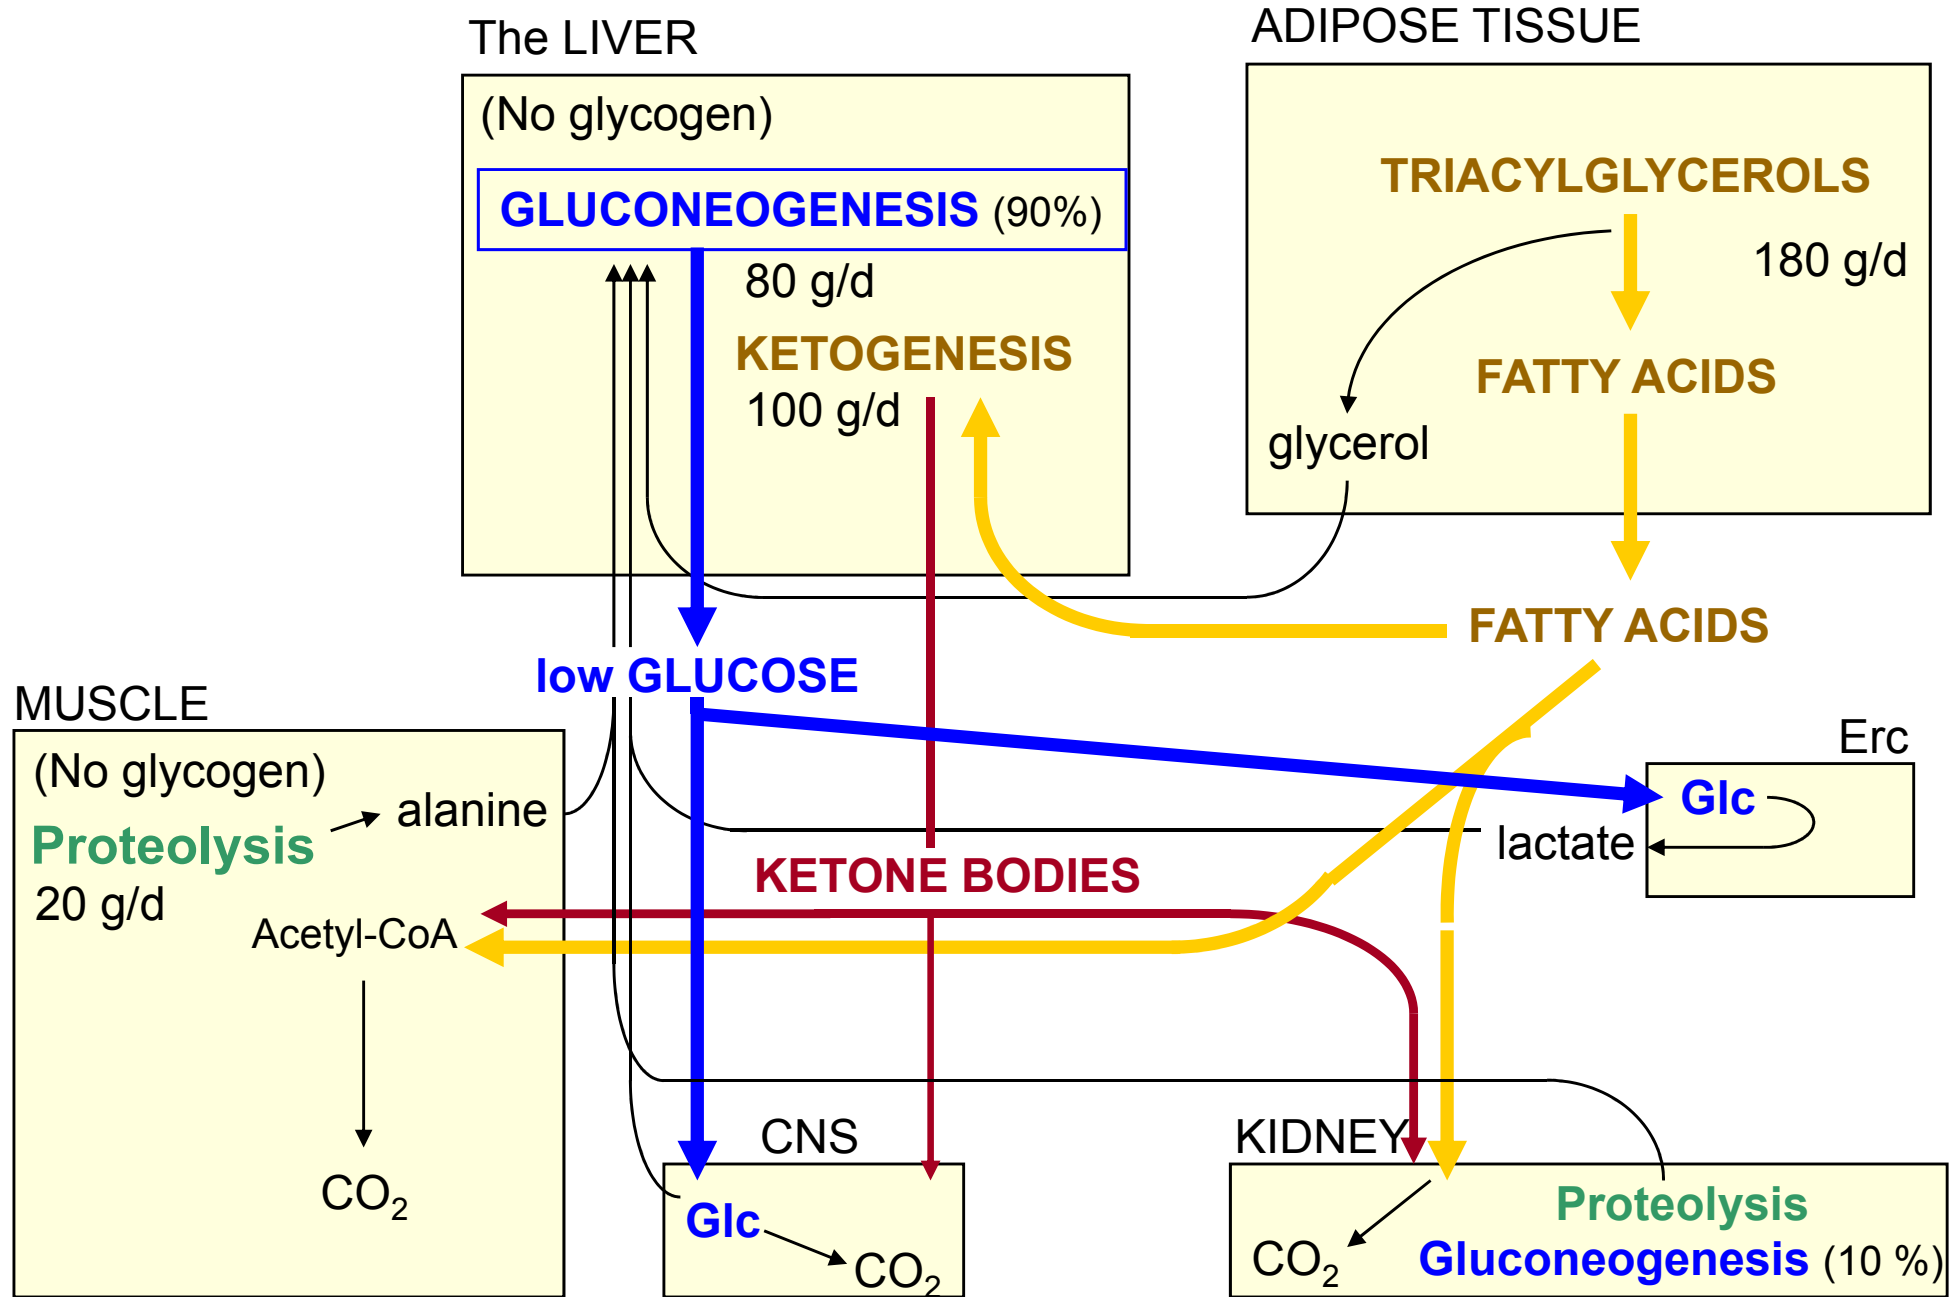 The LIVER
(No glycogen)
GLUCONEOGENESIS (90%)
80 g/d
KETOGENESIS
100 g/d
ADIPOSE TISSUE
TRIACYLGLYCEROLS
180 g/d
FATTY ACIDS
glycerol
FATTY ACIDS
low GLUCOSE
MUSCLE
(No glycogen)
alanine
Proteolysis
20 g/d
Acetyl-CoA
CO₂
Erc
Glc
lactate
KETONE BODIES
CNS
Glc
CO₂
KIDNEY
Proteolysis
CO₂
Gluconeogenesis (10 %)